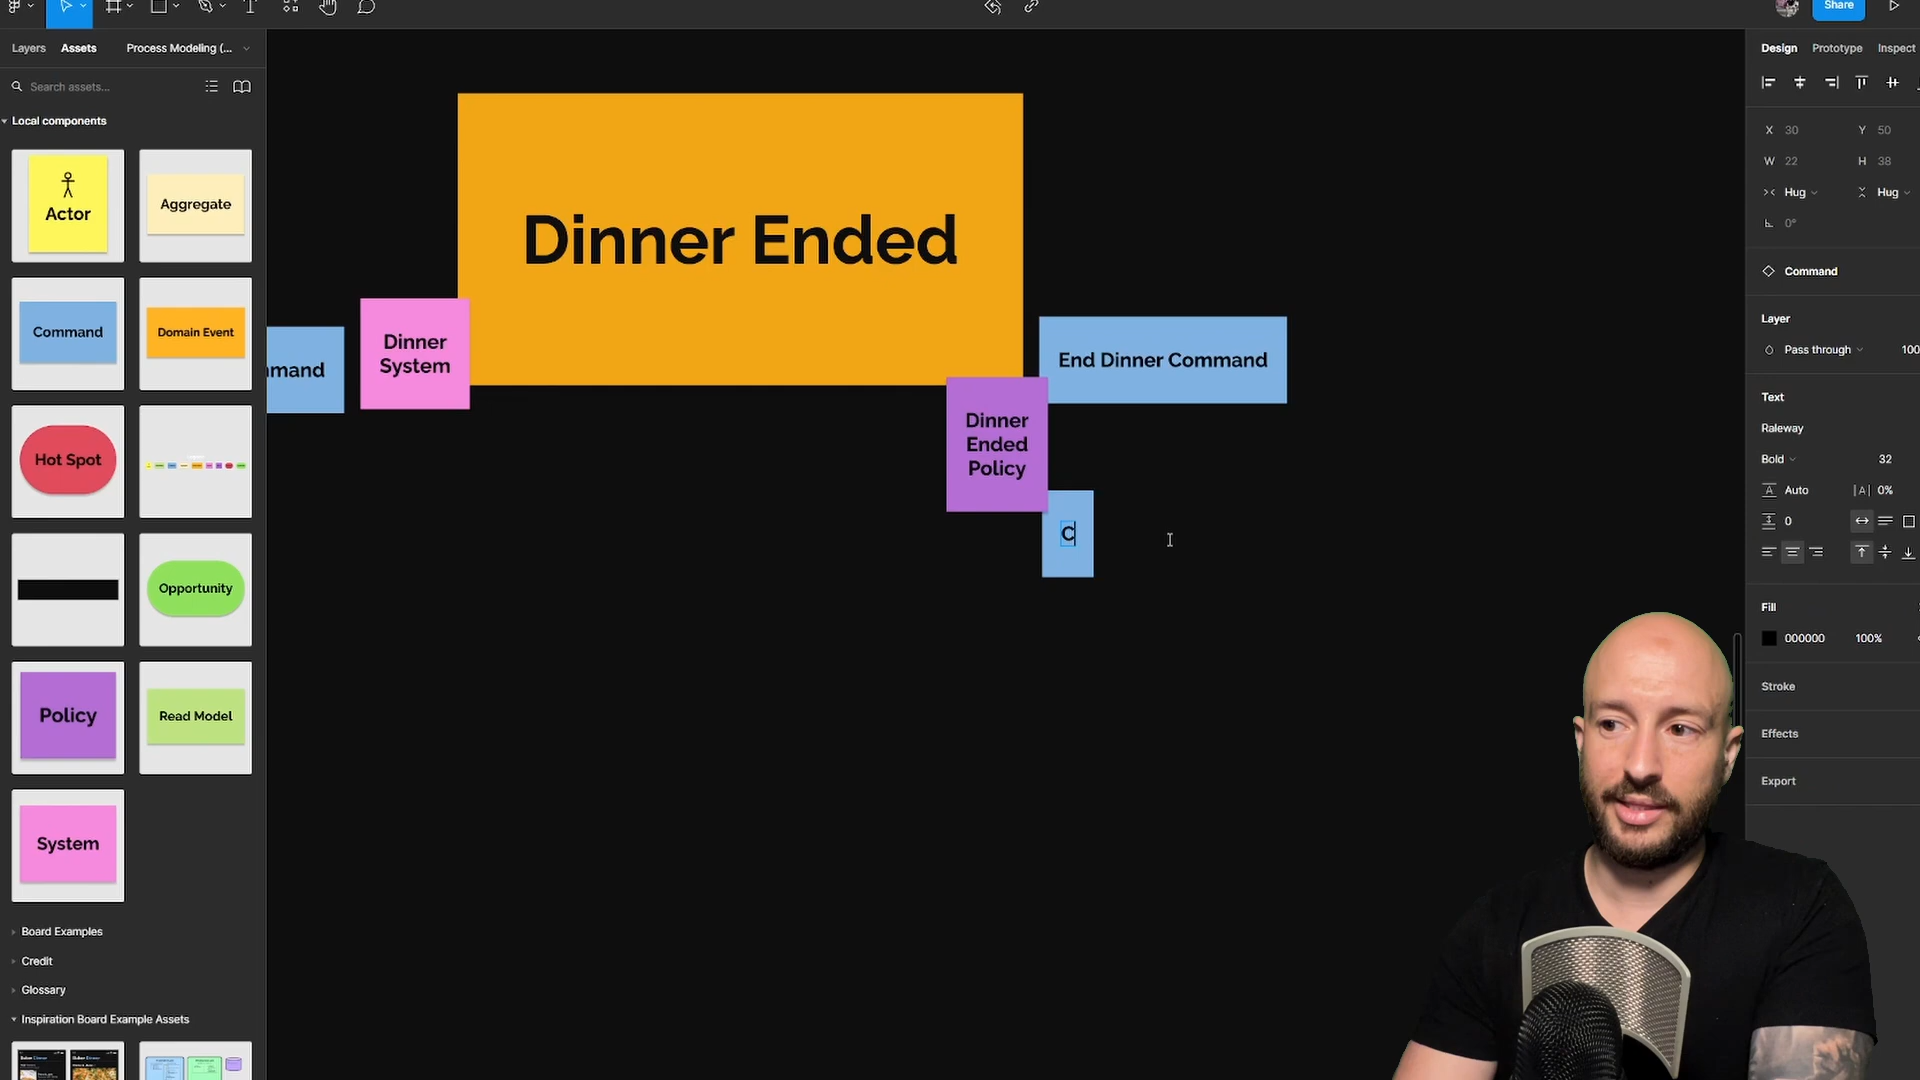 Share
Layers
Assets
Process Modeling (...
Design
Prototype
Inspect
Search assets...
Local components
Actor
Aggregate
Command
Domain Event
Hot Spot
Opportunity
Policy
Read Model
System
Board Examples
Credit
Glossary
Inspiration Board Example Assets
Dinner Ended
mmand
Dinner
System
End Dinner Command
Dinner
Ended
Policy
C
X 30
Y 50
W 22
H 38
Hug
Hug
0°
Command
Layer
Pass through
100
Text
Raleway
Bold
32
Auto
|A| 0%
0
Fill
000000
100%
Stroke
Effects
Export